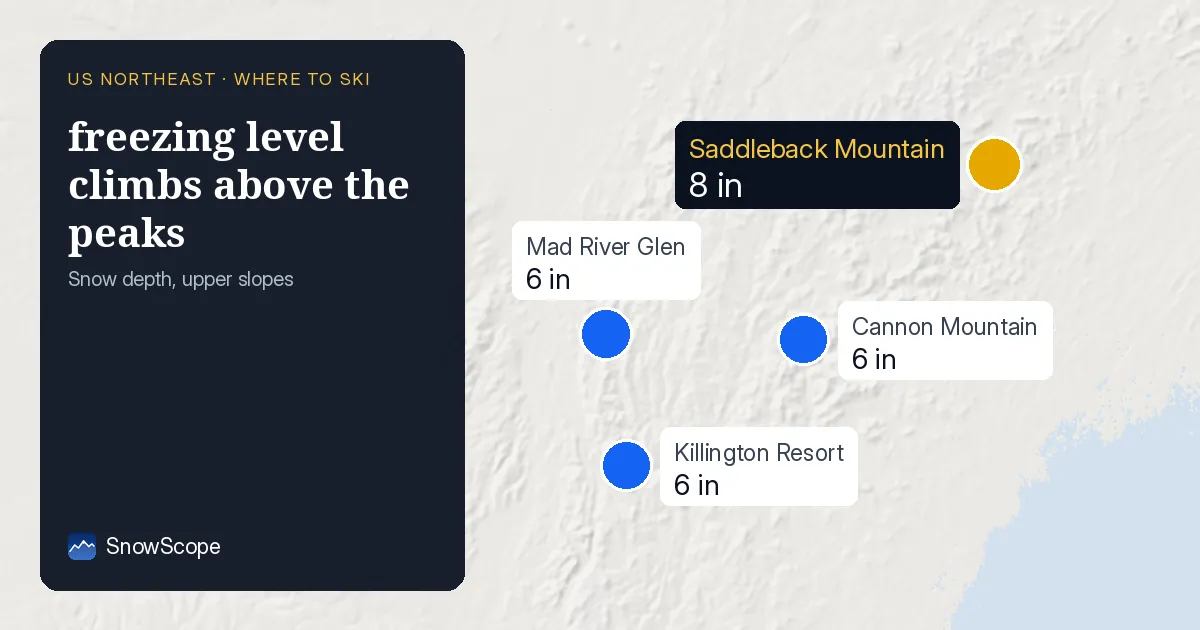 US NORTHEAST · WHERE TO SKI
freezing level
climbs above the
peaks
Snow depth, upper slopes
SnowScope
Saddleback Mountain
8 in
Mad River Glen
6 in
Cannon Mountain
6 in
Killington Resort
6 in